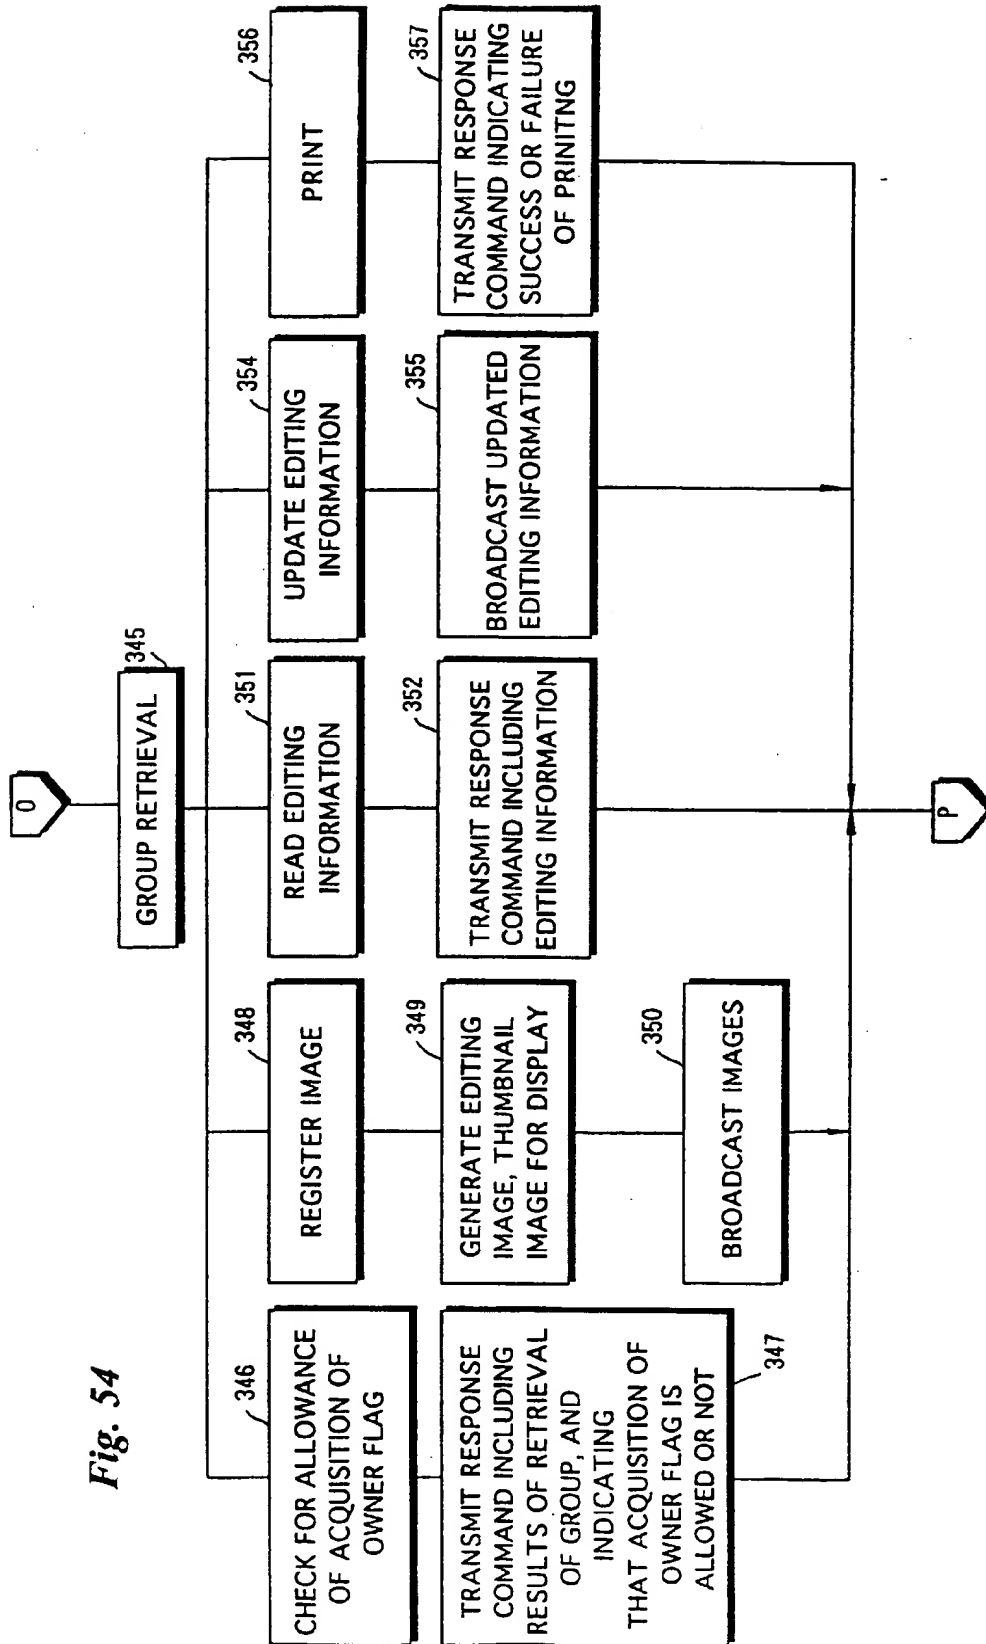 Fig. 54
O
345
GROUP RETRIEVAL
346
CHECK FOR ALLOWANCE
OF ACQUISITION OF
OWNER FLAG
TRANSMIT RESPONSE
COMMAND INCLUDING
RESULTS OF RETRIEVAL
OF GROUP, AND
INDICATING
THAT ACQUISITION OF
OWNER FLAG IS
ALLOWED OR NOT
347
348
REGISTER IMAGE
349
GENERATE EDITING
IMAGE, THUMBNAIL
IMAGE FOR DISPLAY
350
BROADCAST IMAGES
351
READ EDITING
INFORMATION
352
TRANSMIT RESPONSE
COMMAND INCLUDING
EDITING INFORMATION
354
UPDATE EDITING
INFORMATION
355
BROADCAST UPDATED
EDITING INFORMATION
356
PRINT
357
TRANSMIT RESPONSE
COMMAND INDICATING
SUCCESS OR FAILURE
OF PRINITNG
P